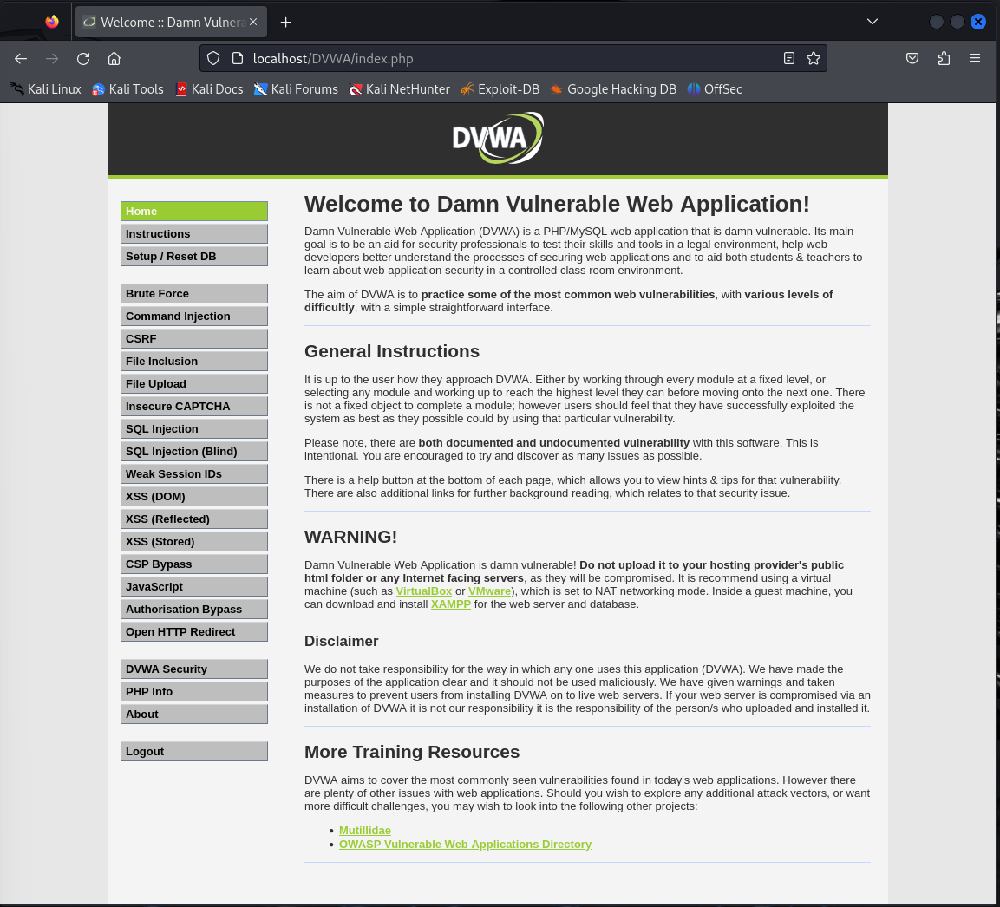 Welcome :: Damn Vulnera
localhost/DVWA/index.php
Kali Linux
Kali Tools
Kali Docs
Kali Forums
Kali NetHunter
Exploit-DB
Google Hacking DB
OffSec
DVWA
Home
Instructions
Setup / Reset DB
Brute Force
Command Injection
CSRF
File Inclusion
File Upload
Insecure CAPTCHA
SQL Injection
SQL Injection (Blind)
Weak Session IDs
XSS (DOM)
XSS (Reflected)
XSS (Stored)
CSP Bypass
JavaScript
Authorisation Bypass
Open HTTP Redirect
DVWA Security
PHP Info
About
Logout
Welcome to Damn Vulnerable Web Application!
Damn Vulnerable Web Application (DVWA) is a PHP/MySQL web application that is damn vulnerable. Its main
goal is to be an aid for security professionals to test their skills and tools in a legal environment, help web
developers better understand the processes of securing web applications and to aid both students & teachers to
learn about web application security in a controlled class room environment.
The aim of DVWA is to practice some of the most common web vulnerabilities, with various levels of
difficultly, with a simple straightforward interface.
General Instructions
It is up to the user how they approach DVWA. Either by working through every module at a fixed level, or
selecting any module and working up to reach the highest level they can before moving onto the next one. There
is not a fixed object to complete a module; however users should feel that they have successfully exploited the
system as best as they possible could by using that particular vulnerability.
Please note, there are both documented and undocumented vulnerability with this software. This is
intentional. You are encouraged to try and discover as many issues as possible.
There is a help button at the bottom of each page, which allows you to view hints & tips for that vulnerability.
There are also additional links for further background reading, which relates to that security issue.
WARNING!
Damn Vulnerable Web Application is damn vulnerable! Do not upload it to your hosting provider's public
html folder or any Internet facing servers, as they will be compromised. It is recommend using a virtual
machine (such as VirtualBox or VMware), which is set to NAT networking mode. Inside a guest machine, you
can download and install XAMPP for the web server and database.
Disclaimer
We do not take responsibility for the way in which any one uses this application (DVWA). We have made the
purposes of the application clear and it should not be used maliciously. We have given warnings and taken
measures to prevent users from installing DVWA on to live web servers. If your web server is compromised via an
installation of DVWA it is not our responsibility it is the responsibility of the person/s who uploaded and installed it.
More Training Resources
DVWA aims to cover the most commonly seen vulnerabilities found in today's web applications. However there
are plenty of other issues with web applications. Should you wish to explore any additional attack vectors, or want
more difficult challenges, you may wish to look into the following other projects:
Mutillidae
OWASP Vulnerable Web Applications Directory